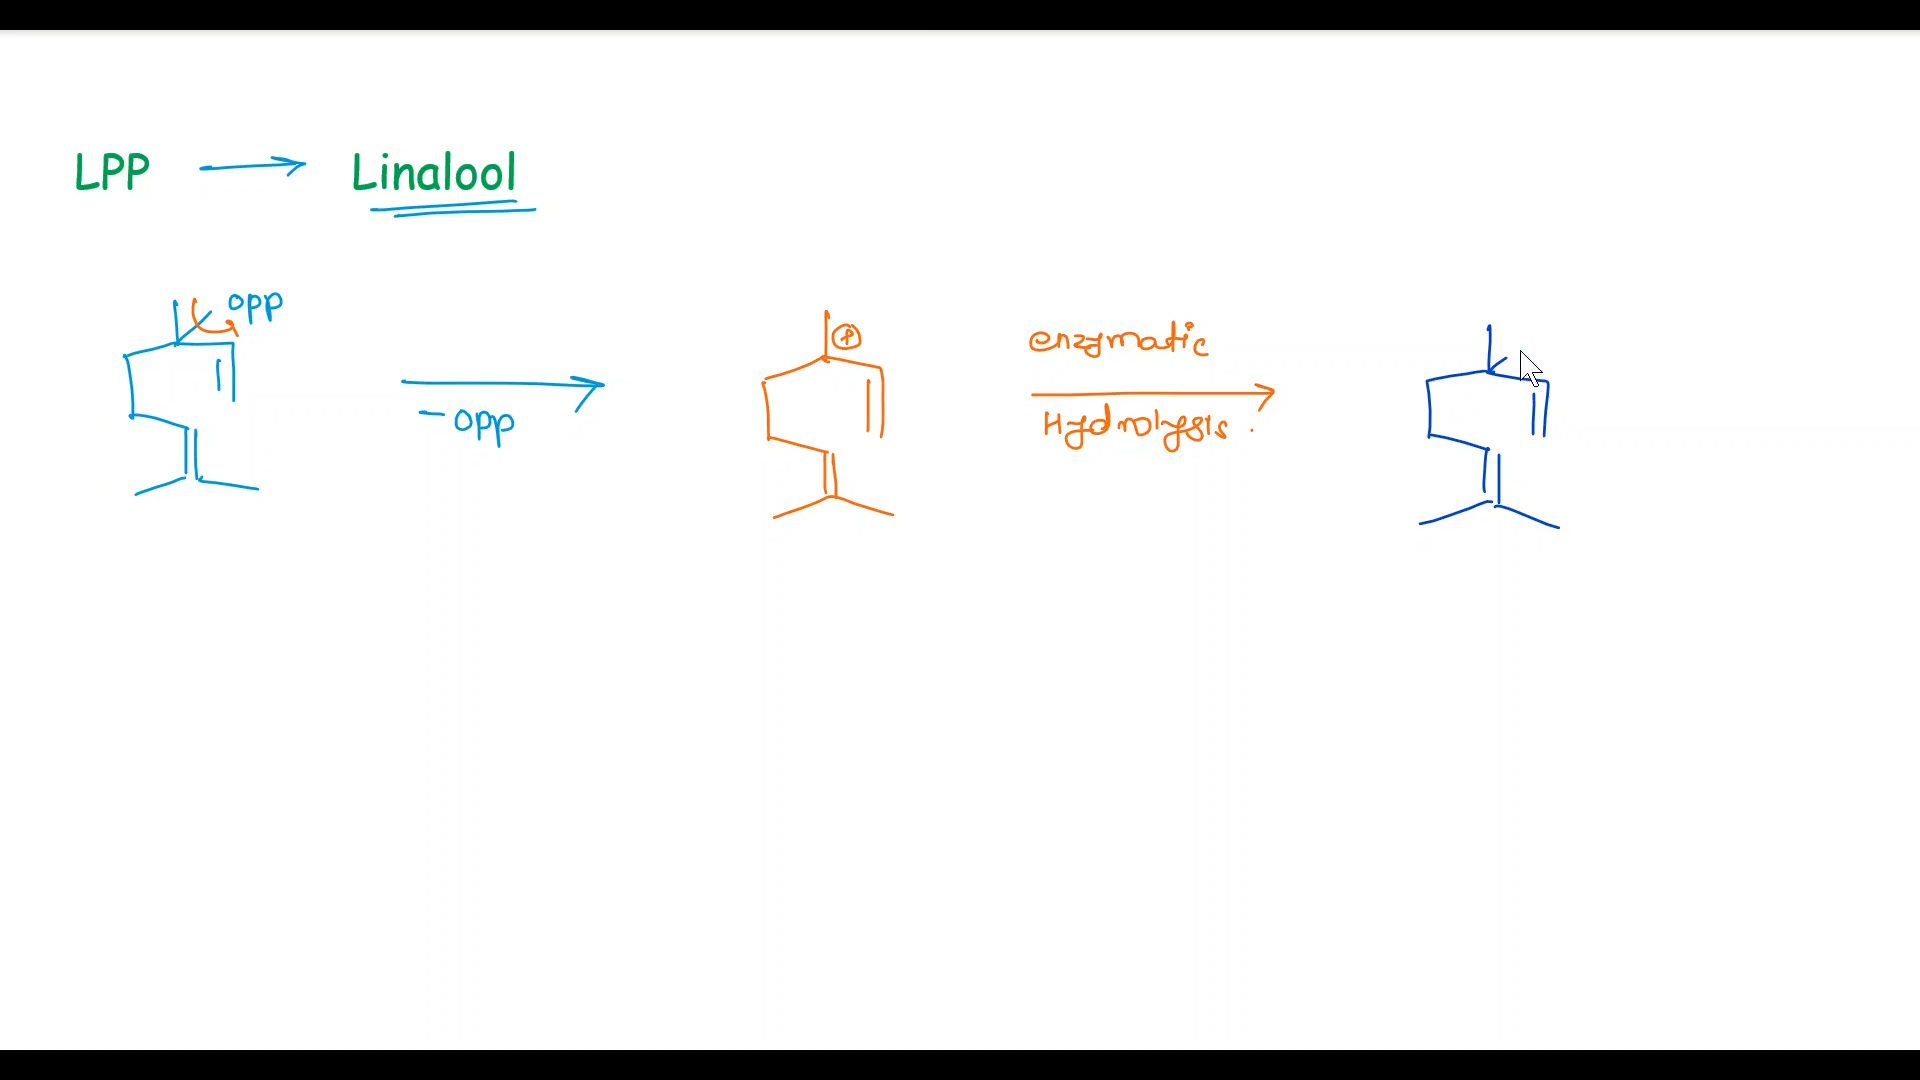 LPP → Linalool
opp
⊕
enzymatic
- opp
Hydrolysis.